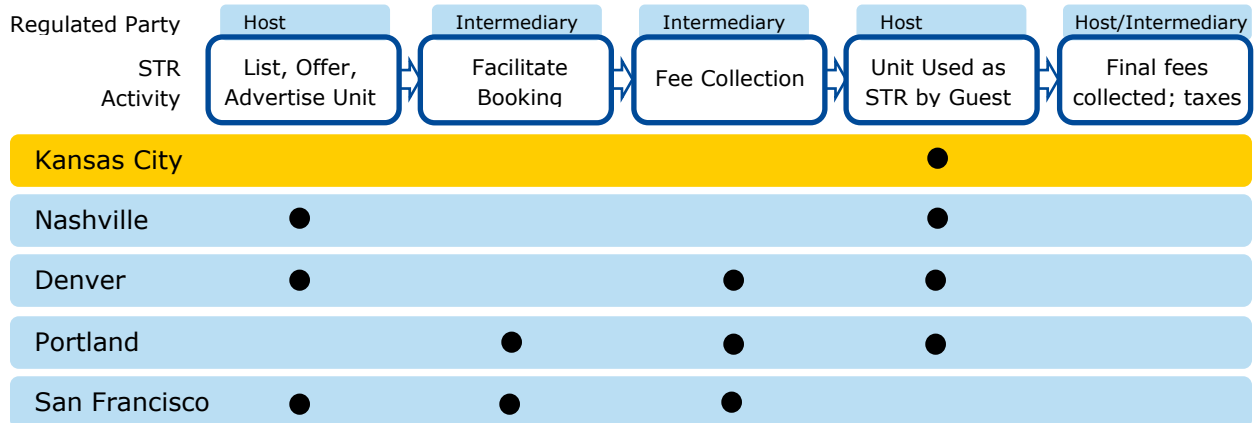 Regulated Party
Host
Intermediary
Intermediary
Host
Host/Intermediary
STR
Activity
List, Offer,
Advertise Unit
Facilitate
Booking
Fee Collection
Unit Used as
STR by Guest
Final fees
collected; taxes
Kansas City
Nashville
Denver
Portland
San Francisco